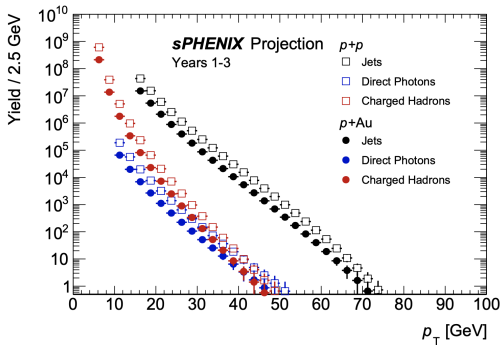 sPHENIX Projection
Years 1-3
p+p
Jets
Direct Photons
Charged Hadrons
p+Au
Jets
Direct Photons
Charged Hadrons
Yield / 2.5 GeV
10^10
10^9
10^8
10^7
10^6
10^5
10^4
10^3
10^2
10
1
0 10 20 30 40 50 60 70 80 90 100
p_T [GeV]